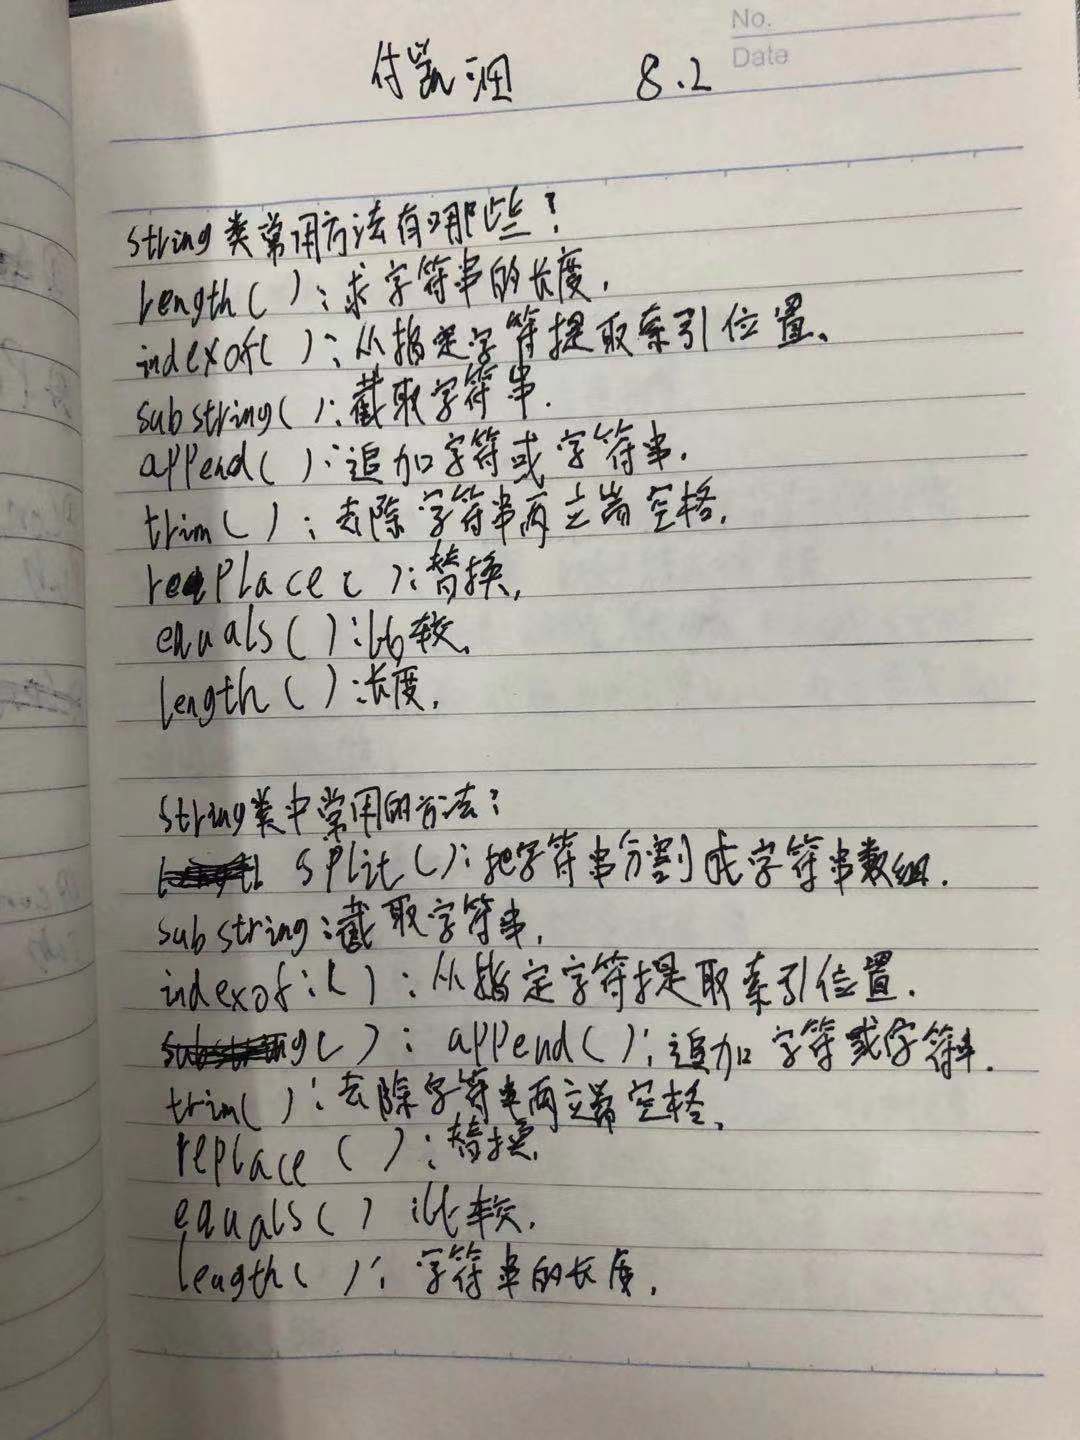 No.
Date
付凯 8.2
string类常用方法有哪些?
length():求字符串的长度.
indexof():从指定字符提取索引位置、
substring():截取字符串.
append():追加字符或字符串.
trim():去除字符串两端空格.
replace():替换.
equals():比较.
length():长度.
string类中常用的方法:
split():把字符串分割成字符串数组.
substring:截取字符串.
indexof:():从指定字符提取索引位置.
g():append():追加字符或字符串.
trim():去除字符串两端空格.
replace():替换.
equals():比较.
length():字符串的长度.